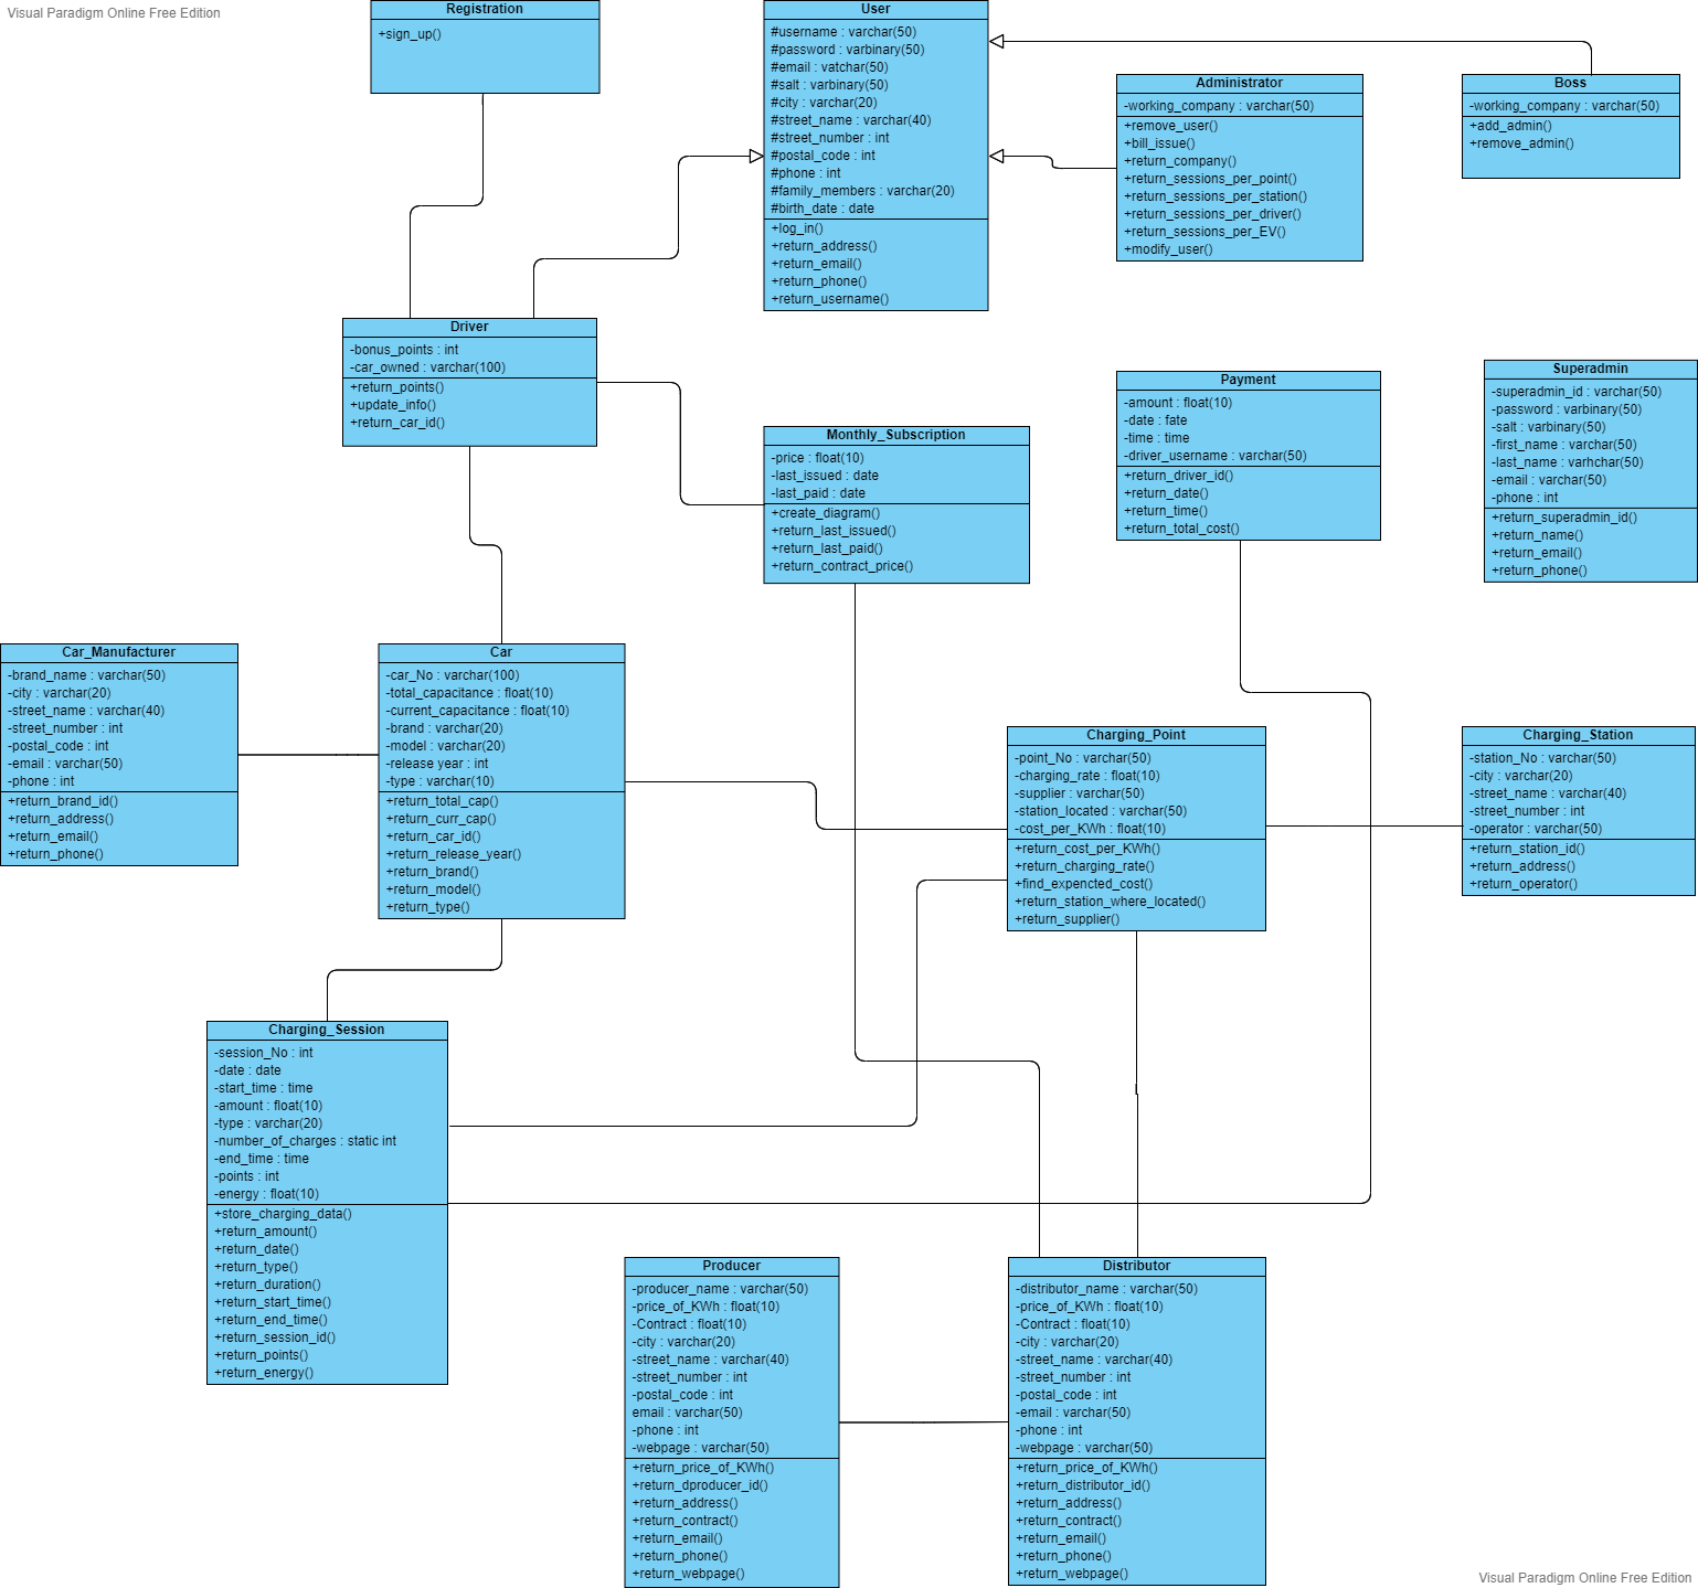 Visual Paradigm Online Free Edition
Registration
+sign_up()
User
#username : varchar(50)
#password : varbinary(50)
#email : vatchar(50)
#salt : varbinary(50)
#city : varchar(20)
#street_name : varchar(40)
#street_number : int
#postal_code : int
#phone : int
#family_members : varchar(20)
#birth_date : date
+log_in()
+return_address()
+return_email()
+return_phone()
+return_username()
Administrator
-working_company : varchar(50)
+remove_user()
+bill_issue()
+return_company()
+return_sessions_per_point()
+return_sessions_per_station()
+return_sessions_per_driver()
+return_sessions_per_EV()
+modify_user()
Boss
-working_company : varchar(50)
+add_admin()
+remove_admin()
Driver
-bonus_points : int
-car_owned : varchar(100)
+return_points()
+update_info()
+return_car_id()
Monthly_Subscription
-price : float(10)
-last_issued : date
-last_paid : date
+create_diagram()
+return_last_issued()
+return_last_paid()
+return_contract_price()
Payment
-amount : float(10)
-date : fate
-time : time
-driver_username : varchar(50)
+return_driver_id()
+return_date()
+return_time()
+return_total_cost()
Superadmin
-superadmin_id : varchar(50)
-password : varbinary(50)
-salt : varbinary(50)
-first_name : varchar(50)
-last_name : varhchar(50)
-email : varchar(50)
-phone : int
+return_superadmin_id()
+return_name()
+return_email()
+return_phone()
Car_Manufacturer
-brand_name : varchar(50)
-city : varchar(20)
-street_name : varchar(40)
-street_number : int
-postal_code : int
-email : varchar(50)
-phone : int
+return_brand_id()
+return_address()
+return_email()
+return_phone()
Car
-car_No : varchar(100)
-total_capacitance : float(10)
-current_capacitance : float(10)
-brand : varchar(20)
-model : varchar(20)
-release year : int
-type : varchar(10)
+return_total_cap()
+return_curr_cap()
+return_car_id()
+return_release_year()
+return_brand()
+return_model()
+return_type()
Charging_Point
-point_No : varchar(50)
-charging_rate : float(10)
-supplier : varchar(50)
-station_located : varchar(50)
-cost_per_KWh : float(10)
+return_cost_per_KWh()
+return_charging_rate()
+find_expencted_cost()
+return_station_where_located()
+return_supplier()
Charging_Station
-station_No : varchar(50)
-city : varchar(20)
-street_name : varchar(40)
-street_number : int
-operator : varchar(50)
+return_station_id()
+return_address()
+return_operator()
Charging_Session
-session_No : int
-date : date
-start_time : time
-amount : float(10)
-type : varchar(20)
-number_of_charges : static int
-end_time : time
-points : int
-energy : float(10)
+store_charging_data()
+return_amount()
+return_date()
+return_type()
+return_duration()
+return_start_time()
+return_end_time()
+return_session_id()
+return_points()
+return_energy()
Producer
-producer_name : varchar(50)
-price_of_KWh : float(10)
-Contract : float(10)
-city : varchar(20)
-street_name : varchar(40)
-street_number : int
-postal_code : int
email : varchar(50)
-phone : int
-webpage : varchar(50)
+return_price_of_KWh()
+return_dproducer_id()
+return_address()
+return_contract()
+return_email()
+return_phone()
+return_webpage()
Distributor
-distributor_name : varchar(50)
-price_of_KWh : float(10)
-Contract : float(10)
-city : varchar(20)
-street_name : varchar(40)
-street_number : int
-postal_code : int
-email : varchar(50)
-phone : int
-webpage : varchar(50)
+return_price_of_KWh()
+return_distributor_id()
+return_address()
+return_contract()
+return_email()
+return_phone()
+return_webpage()
Visual Paradigm Online Free Edition